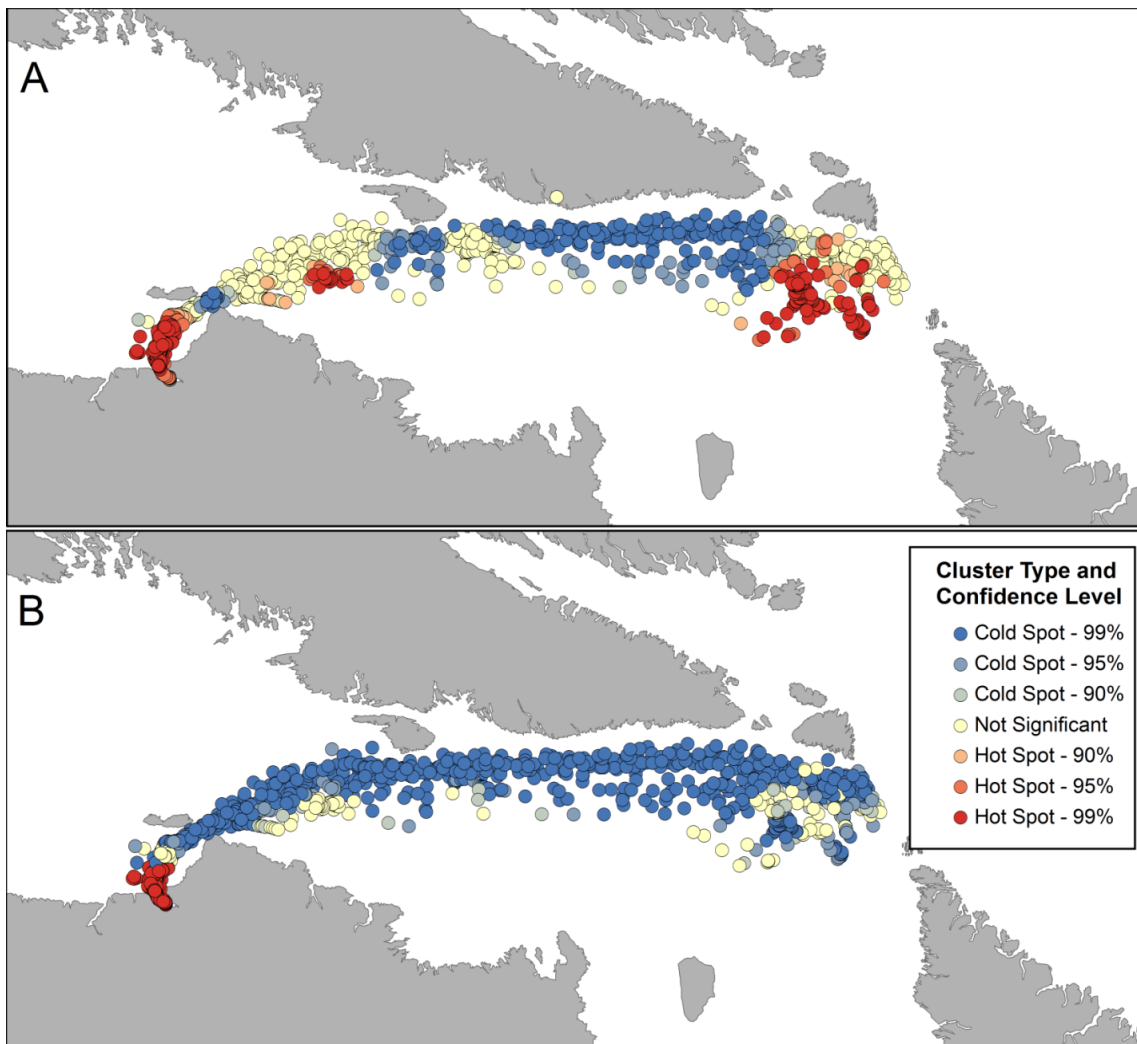 A
B
Cluster Type and
Confidence Level
Cold Spot - 99%
Cold Spot - 95%
Cold Spot - 90%
Not Significant
Hot Spot - 90%
Hot Spot - 95%
Hot Spot - 99%